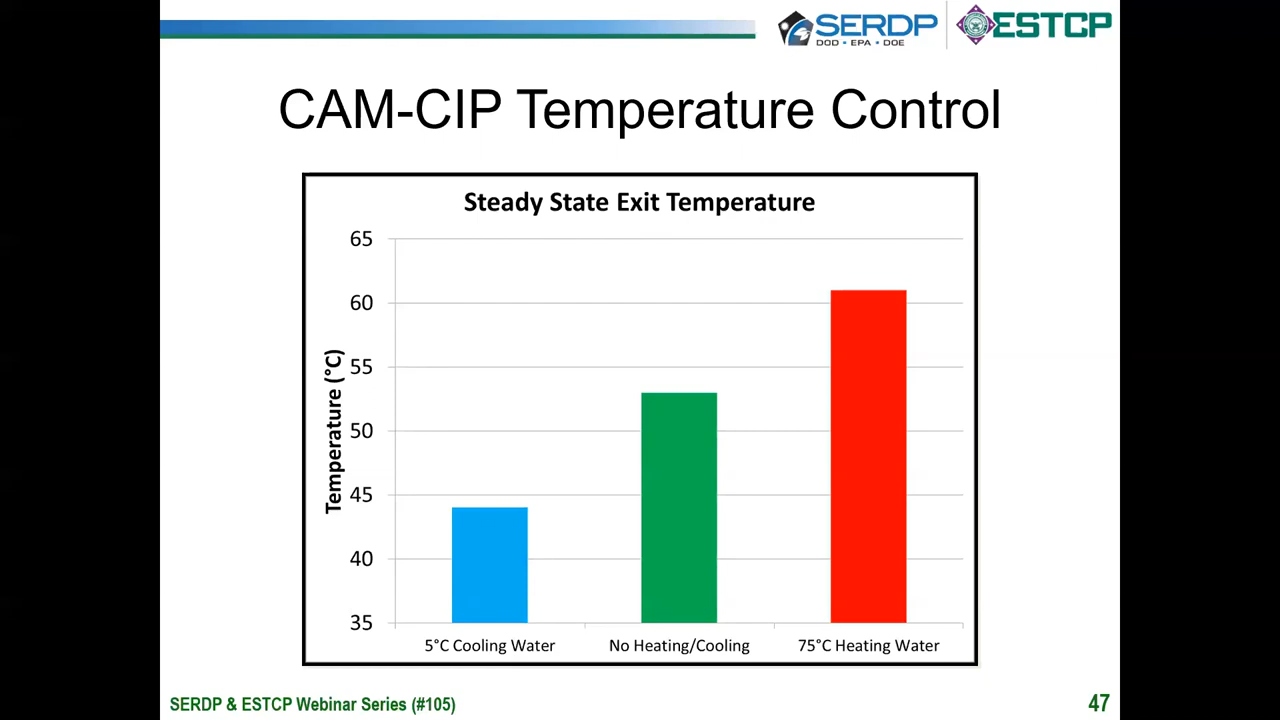 SERDP
DOD • EPA • DOE
ESTCP
CAM-CIP Temperature Control
Steady State Exit Temperature
Temperature (°C)
65
60
55
50
45
40
35
5°C Cooling Water
No Heating/Cooling
75°C Heating Water
SERDP & ESTCP Webinar Series (#105)
47